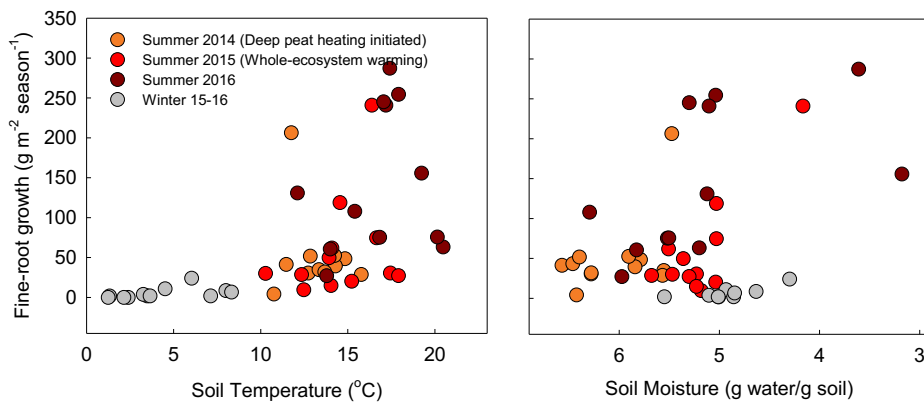 350
300
250
200
150
100
50
0
Fine-root growth (g m⁻² season⁻¹)
Summer 2014 (Deep peat heating initiated)
Summer 2015 (Whole-ecosystem warming)
Summer 2016
Winter 15-16
0 5 10 15 20
Soil Temperature (°C)
6 5 4 3
Soil Moisture (g water/g soil)